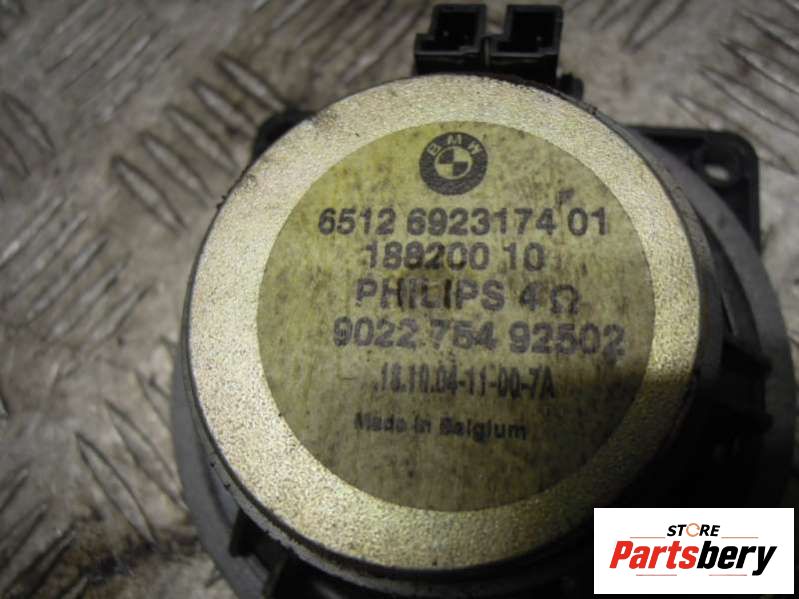 BMW
6512 6923174 01
188200 10
PHILIPS 4Ω
9022 754 92502
18.10.04-11-00-7A
Made in Belgium
STORE
Partsbery